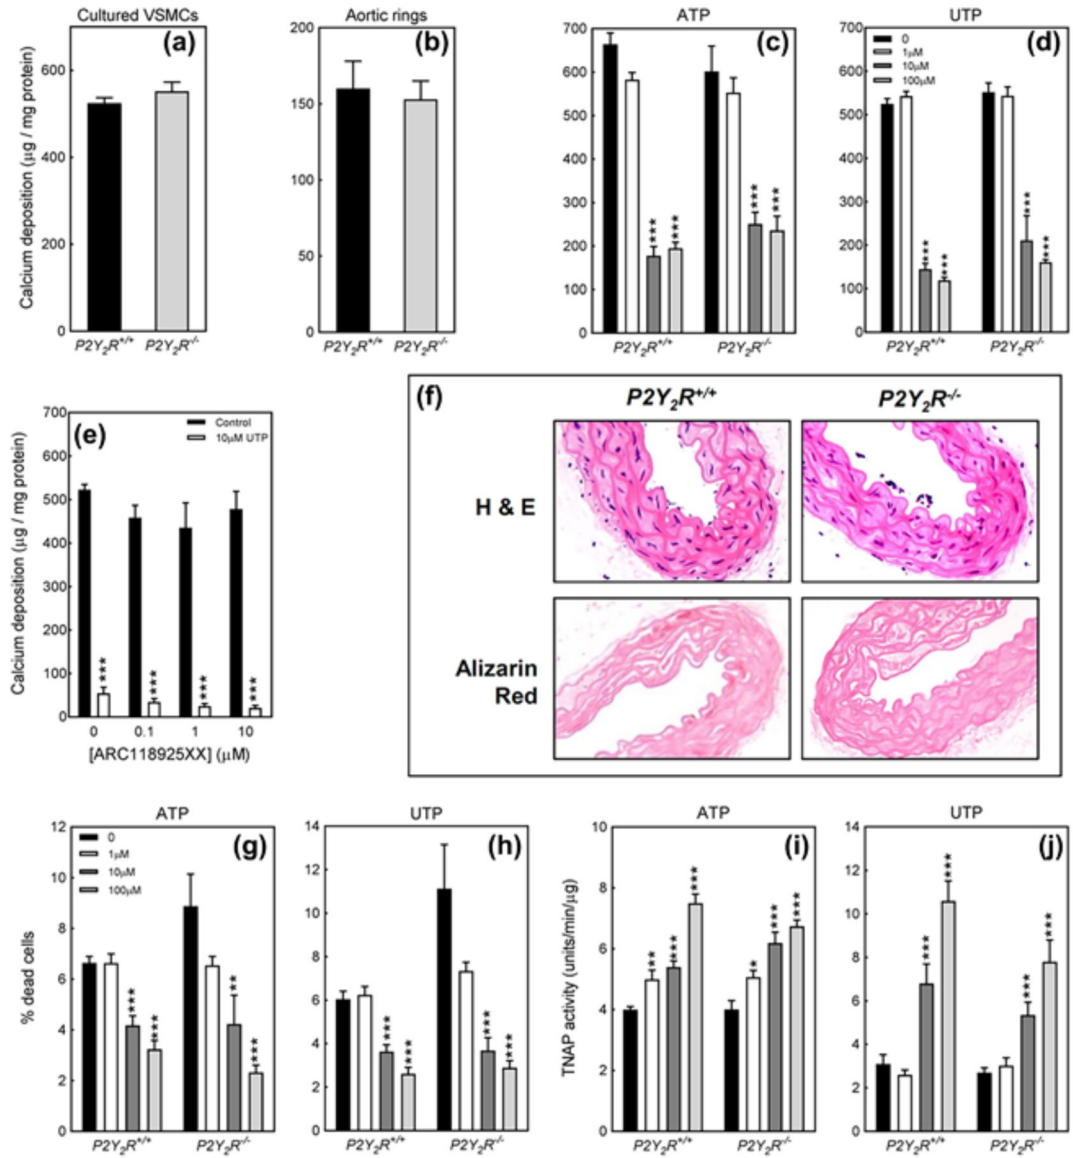 Cultured VSMCs
(a)
Calcium deposition (µg / mg protein)
600
400
200
0
P2Y₂R⁺/⁺ P2Y₂R⁻/⁻
Aortic rings
(b)
200
150
100
50
0
P2Y₂R⁺/⁺ P2Y₂R⁻/⁻
ATP
(c)
700
600
500
400
300
200
100
0
*** *** *** ***
P2Y₂R⁺/⁺ P2Y₂R⁻/⁻
UTP
(d)
0
1µM
10µM
100µM
700
600
500
400
300
200
100
0
*** *** *** ***
P2Y₂R⁺/⁺ P2Y₂R⁻/⁻
(e)
Control
10µM UTP
Calcium deposition (µg / mg protein)
700
600
500
400
300
200
100
0
*** *** *** ***
0 0.1 1 10
[ARC118925XX] (µM)
(f)
P2Y₂R⁺/⁺ P2Y₂R⁻/⁻
H & E
Alizarin
Red
ATP
(g)
0
1µM
10µM
100µM
% dead cells
12
10
8
6
4
2
0
*** *** ** ***
P2Y₂R⁺/⁺ P2Y₂R⁻/⁻
UTP
(h)
14
12
10
8
6
4
2
0
*** *** *** ***
P2Y₂R⁺/⁺ P2Y₂R⁻/⁻
ATP
(i)
TNAP activity (units/min/µg)
10
8
6
4
2
0
** *** *** * *** ***
P2Y₂R⁺/⁺ P2Y₂R⁻/⁻
UTP
(j)
14
12
10
8
6
4
2
0
*** *** *** ***
P2Y₂R⁺/⁺ P2Y₂R⁻/⁻